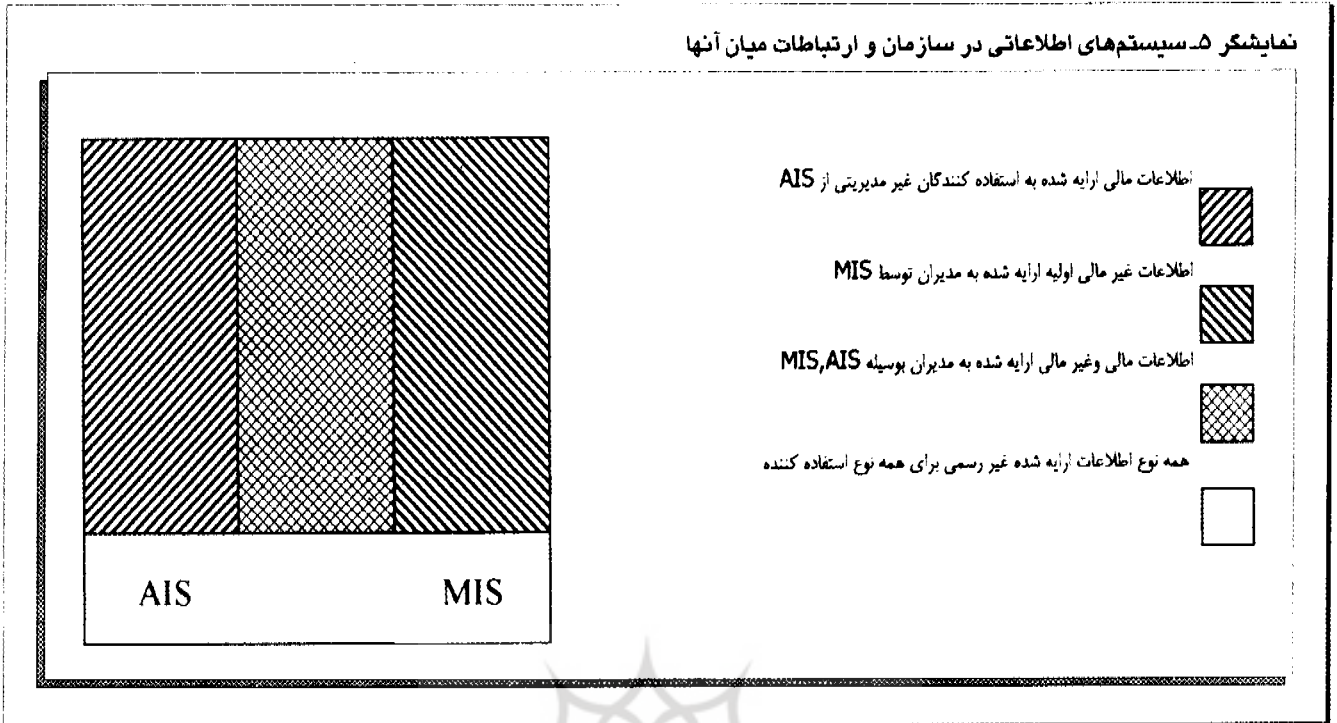 نمایشگر ۵ـ سیستم‌های اطلاعاتی در سازمان و ارتباطات میان آنها
اطلاعات مالی ارایه شده به استفاده کنندگان غیر مدیریتی از AIS
اطلاعات غیر مالی اولیه ارایه شده به مدیران توسط MIS
اطلاعات مالی وغیر مالی ارایه شده به مدیران بوسیله MIS,AIS
همه نوع اطلاعات ارایه شده غیر رسمی برای همه نوع استفاده کننده
AIS MIS